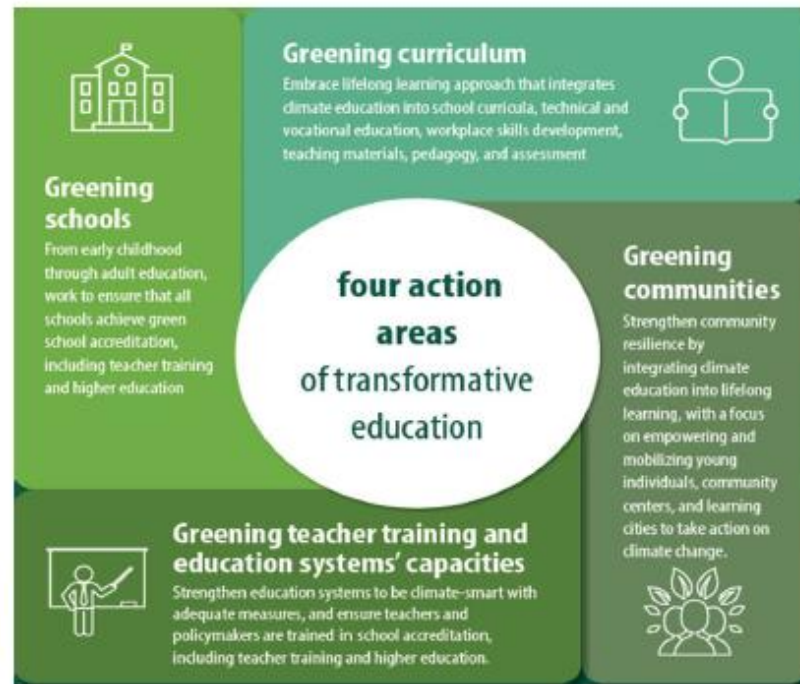 Greening curriculum
Embrace lifelong learning approach that integrates
climate education into school curricula, technical and
vocational education, workplace skills development,
teaching materials, pedagogy, and assessment
Greening
schools
From early childhood
through adult education,
work to ensure that all
schools achieve green
school accreditation,
including teacher training
and higher education
four action
areas
of transformative
education
Greening
communities
Strengthen community
resilience by
integrating climate
education into lifelong
learning, with a focus
on empowering and
mobilizing young
individuals, community
centers, and learning
cities to take action on
climate change.
Greening teacher training and
education systems' capacities
Strengthen education systems to be climate-smart with
adequate measures, and ensure teachers and
policymakers are trained in school accreditation,
including teacher training and higher education.